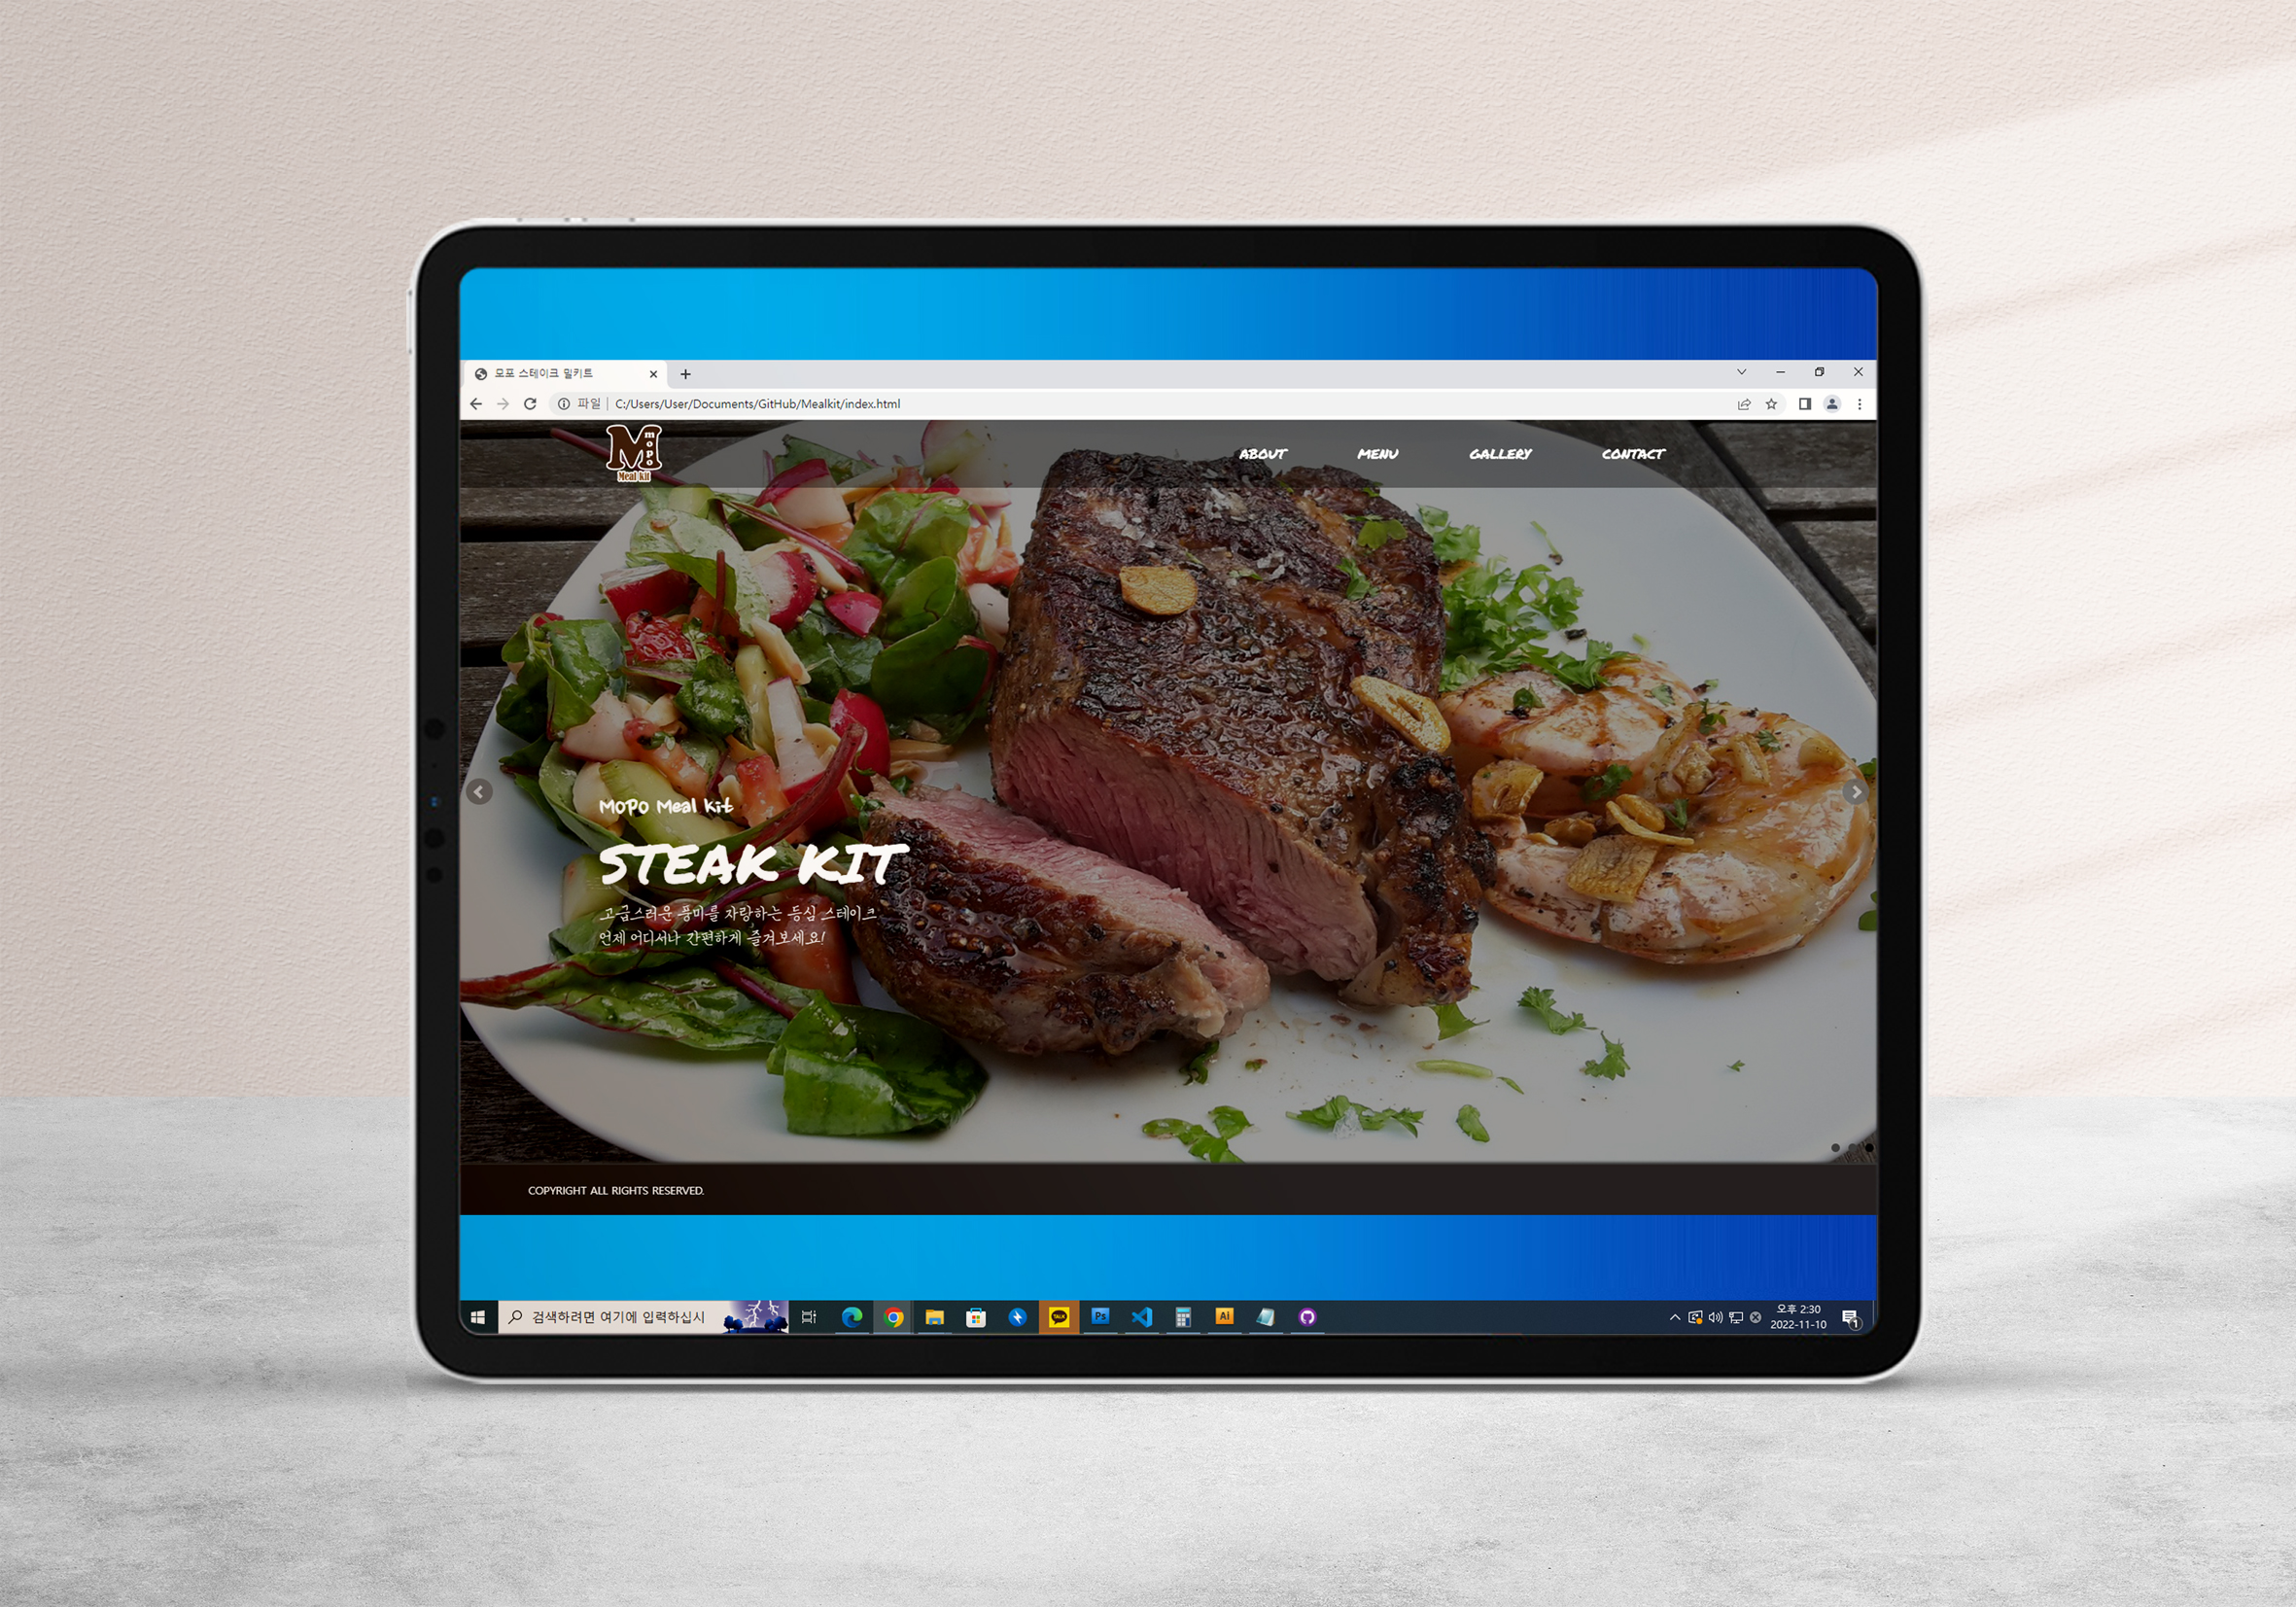 모포 스테이크 밀키트
파일 C:/Users/User/Documents/GitHub/Mealkit/index.html
M mopo
Meal kit
ABOUT MENU GALLERY CONTACT
MoPo Meal Kit
STEAK KIT
고급스러운 풍미를 자랑하는 등심 스테이크
언제 어디서나 간편하게 즐겨보세요!
COPYRIGHT ALL RIGHTS RESERVED.
검색하려면 여기에 입력하십시
TALK
Ps
Ai
오후 2:30
2022-11-10
1